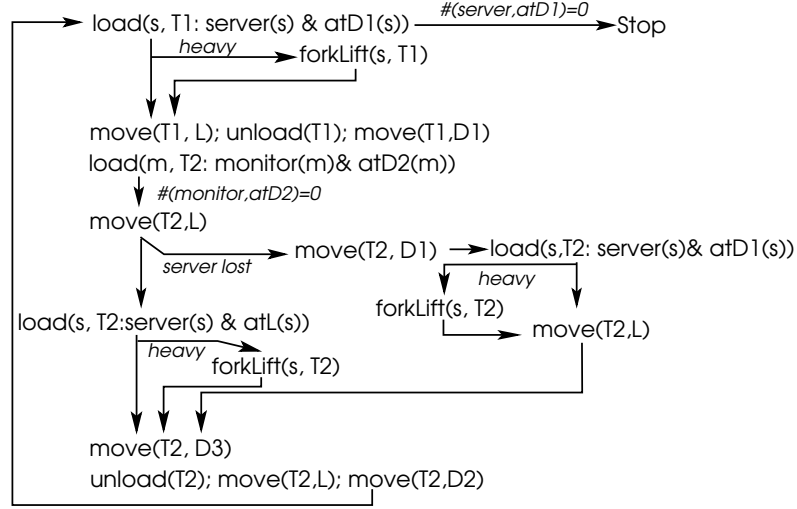 load(s, T1: server(s) & atD1(s))
#(server,atD1)=0
Stop
heavy
forkLift(s, T1)
move(T1, L); unload(T1); move(T1,D1)
load(m, T2: monitor(m)& atD2(m))
#(monitor,atD2)=0
move(T2,L)
server lost
move(T2, D1)
load(s,T2: server(s)& atD1(s))
heavy
forkLift(s, T2)
move(T2,L)
load(s, T2:server(s) & atL(s))
heavy
forkLift(s, T2)
move(T2, D3)
unload(T2); move(T2,L); move(T2,D2)